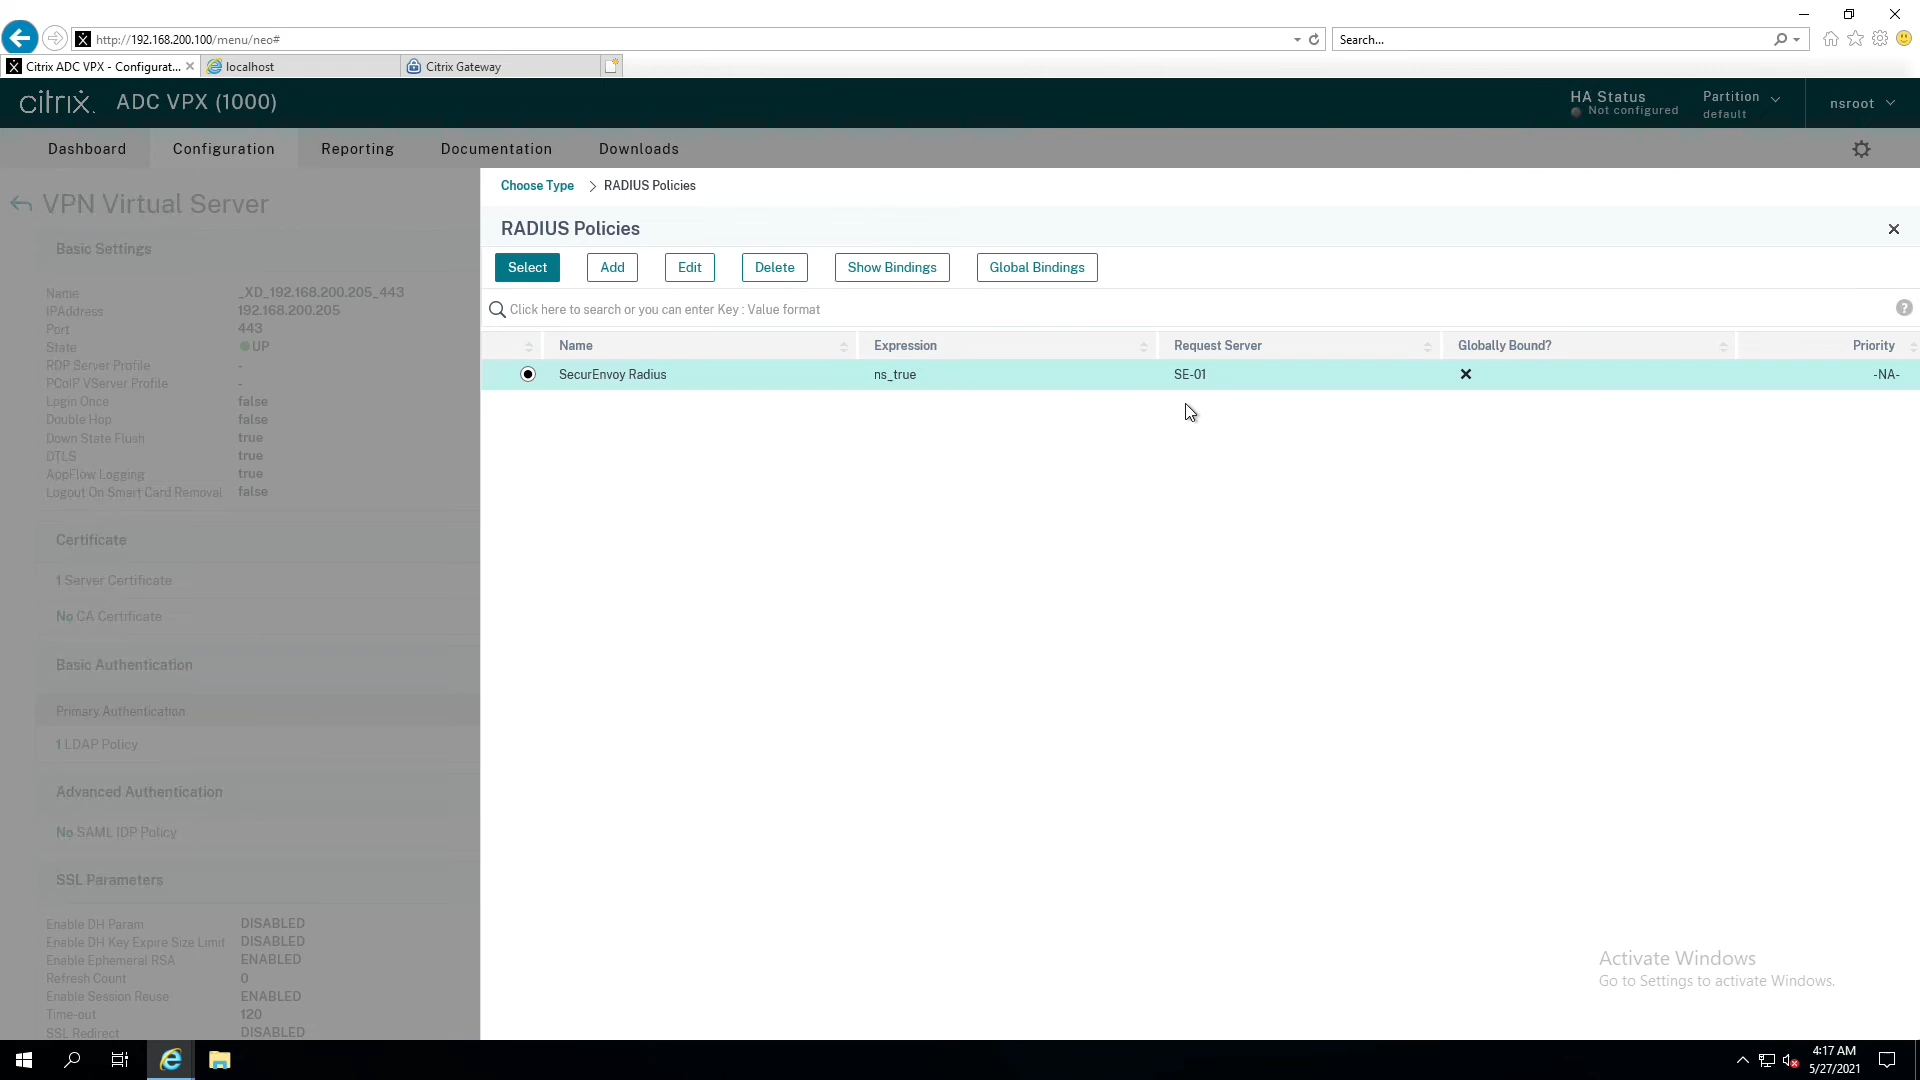 http://192.168.200.100/menu/neo#
Search...
Citrix ADC VPX - Configurat...
localhost
Citrix Gateway
citrix
ADC VPX (1000)
HA Status
Not configured
Partition
default
nsroot
Dashboard
Configuration
Reporting
Documentation
Downloads
VPN Virtual Server
Basic Settings
Name _XD_192.168.200.205_443
IPAddress 192.168.200.205
Port 443
State UP
RDP Server Profile -
PCoIP VServer Profile -
Login Once false
Double Hop false
Down State Flush true
DTLS true
AppFlow Logging true
Logout On Smart Card Removal false
Certificate
1 Server Certificate
No CA Certificate
Basic Authentication
Primary Authentication
1 LDAP Policy
Advanced Authentication
No SAML IDP Policy
SSL Parameters
Enable DH Param DISABLED
Enable DH Key Expire Size Limit DISABLED
Enable Ephemeral RSA ENABLED
Refresh Count 0
Enable Session Reuse ENABLED
Time-out 120
SSL Redirect DISABLED
Choose Type > RADIUS Policies
RADIUS Policies
Select
Add
Edit
Delete
Show Bindings
Global Bindings
Click here to search or you can enter Key : Value format
Name Expression Request Server Globally Bound? Priority
SecurEnvoy Radius ns_true SE-01 -NA-
Activate Windows
Go to Settings to activate Windows.
4:17 AM
5/27/2021